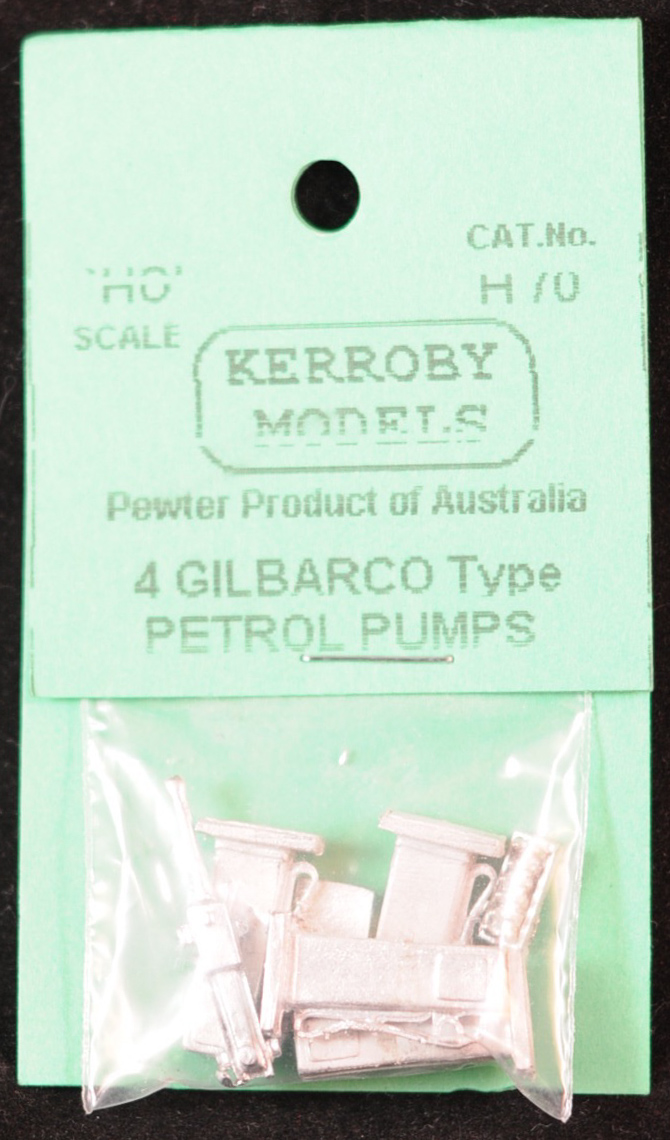 CAT.No.
'HO'
H 70
SCALE
KERROBY
MODELS
Pewter Product of Australia
4 GILBARCO Type
PETROL PUMPS